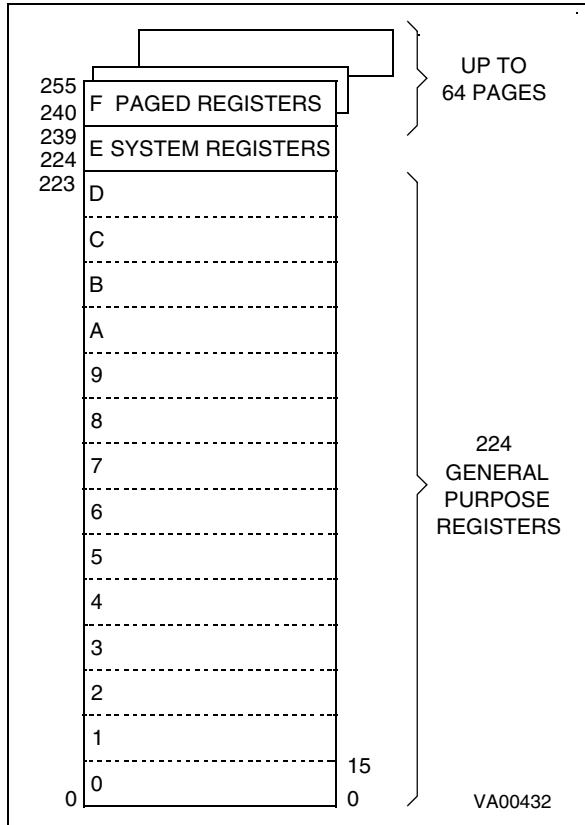 UP TO
64 PAGES
255
F PAGED REGISTERS
240
239
E SYSTEM REGISTERS
224
223
D
C
B
A
9
8
7
6
5
4
3
2
1
0
15
0
0
224
GENERAL
PURPOSE
REGISTERS
VA00432